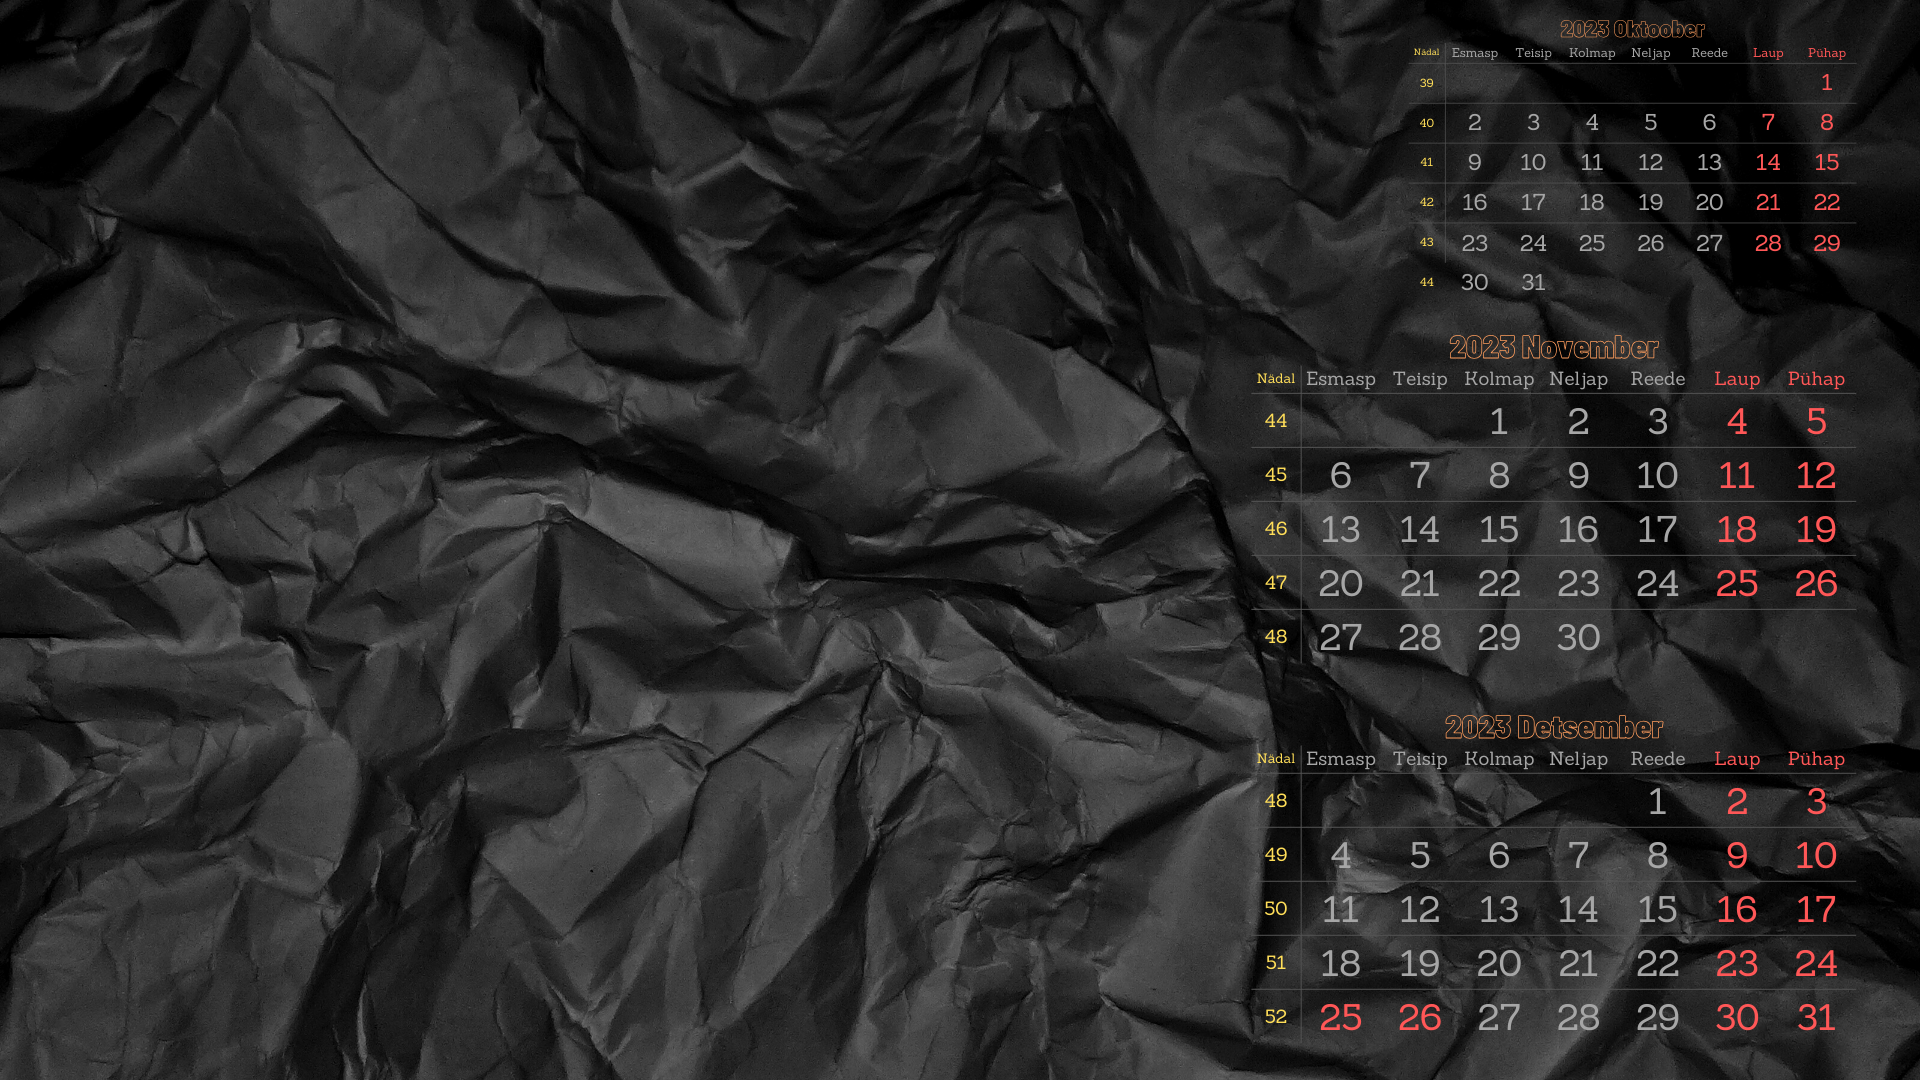 2023 Oktoober
Nädal Esmasp Teisip Kolmap Neljap Reede Laup Pühap
39 1
40 2 3 4 5 6 7 8
41 9 10 11 12 13 14 15
42 16 17 18 19 20 21 22
43 23 24 25 26 27 28 29
44 30 31
2023 November
Nädal Esmasp Teisip Kolmap Neljap Reede Laup Pühap
44 1 2 3 4 5
45 6 7 8 9 10 11 12
46 13 14 15 16 17 18 19
47 20 21 22 23 24 25 26
48 27 28 29 30
2023 Detsember
Nädal Esmasp Teisip Kolmap Neljap Reede Laup Pühap
48 1 2 3
49 4 5 6 7 8 9 10
50 11 12 13 14 15 16 17
51 18 19 20 21 22 23 24
52 25 26 27 28 29 30 31